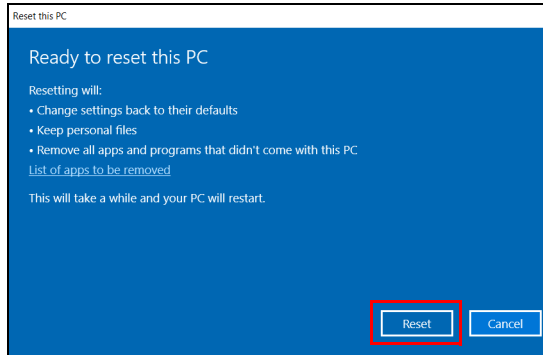 Reset this PC
Ready to reset this PC
Resetting will:
• Change settings back to their defaults
• Keep personal files
• Remove all apps and programs that didn't come with this PC
List of apps to be removed
This will take a while and your PC will restart.
Reset Cancel